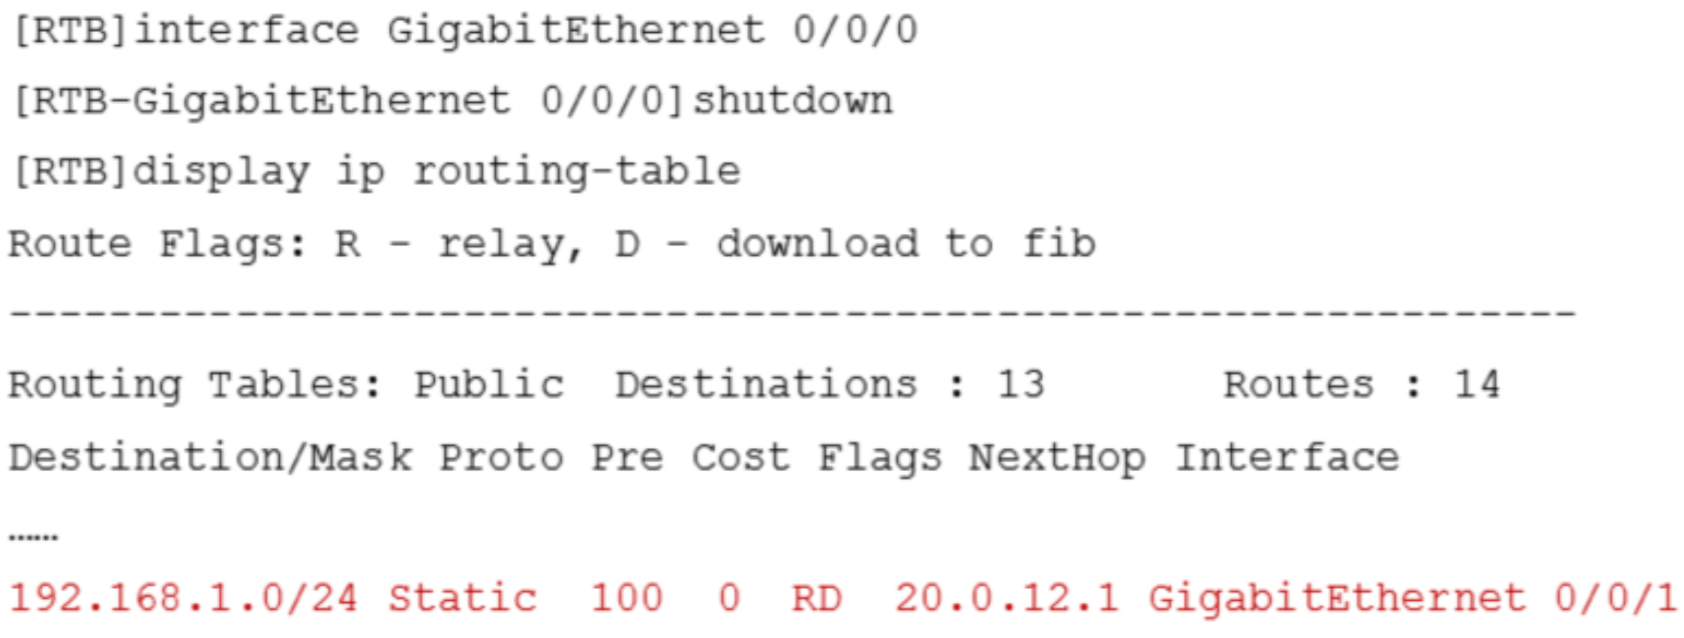 [RTB]interface GigabitEthernet 0/0/0
[RTB-GigabitEthernet 0/0/0]shutdown
[RTB]display ip routing-table
Route Flags: R - relay, D - download to fib
--------------------------------------------------------------
Routing Tables: Public  Destinations : 13       Routes : 14
Destination/Mask Proto Pre Cost Flags NextHop Interface
……
192.168.1.0/24 Static  100  0  RD  20.0.12.1 GigabitEthernet 0/0/1